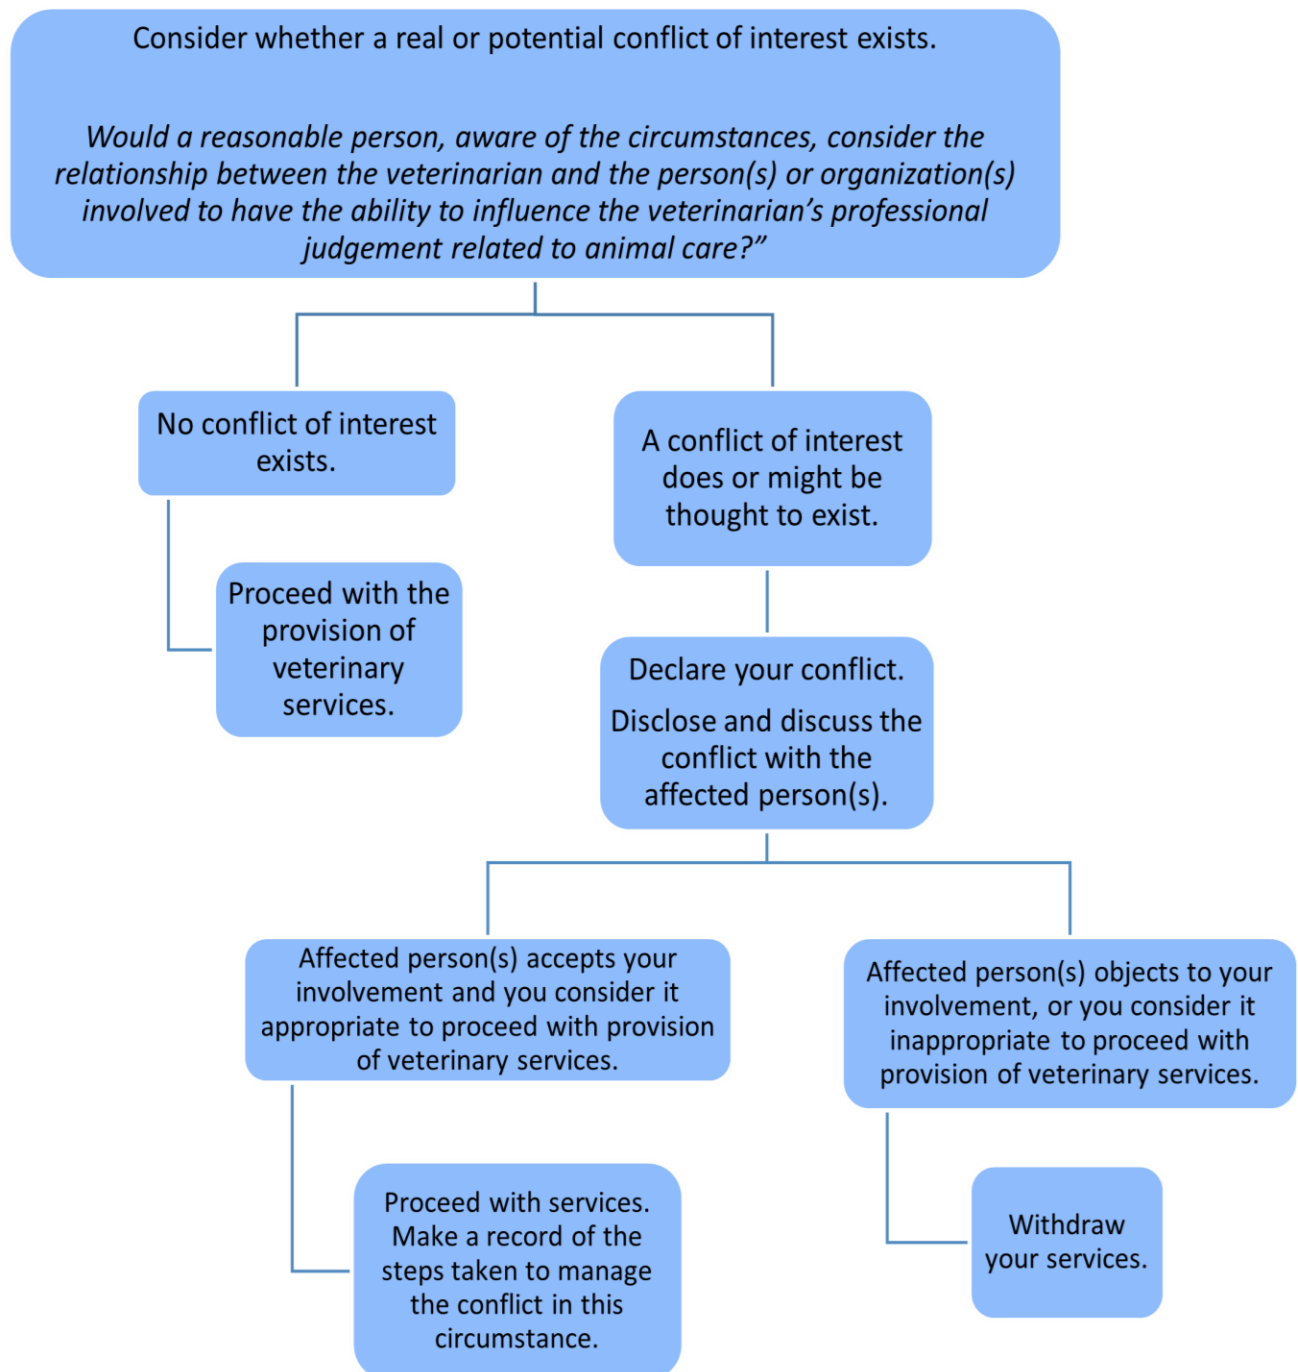 Consider whether a real or potential conflict of interest exists.
Would a reasonable person, aware of the circumstances, consider the
relationship between the veterinarian and the person(s) or organization(s)
involved to have the ability to influence the veterinarian’s professional
judgement related to animal care?”
No conflict of interest
exists.
A conflict of interest
does or might be
thought to exist.
Proceed with the
provision of
veterinary
services.
Declare your conflict.
Disclose and discuss the
conflict with the
affected person(s).
Affected person(s) accepts your
involvement and you consider it
appropriate to proceed with provision
of veterinary services.
Affected person(s) objects to your
involvement, or you consider it
inappropriate to proceed with
provision of veterinary services.
Proceed with services.
Make a record of the
steps taken to manage
the conflict in this
circumstance.
Withdraw
your services.